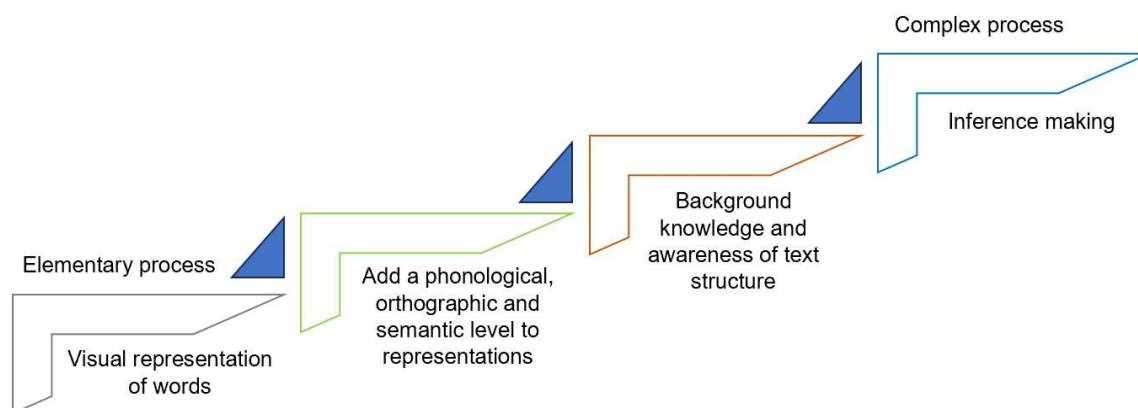 Elementary process
Visual representation
of words
Add a phonological,
orthographic and
semantic level to
representations
Background
knowledge and
awareness of text
structure
Complex process
Inference making